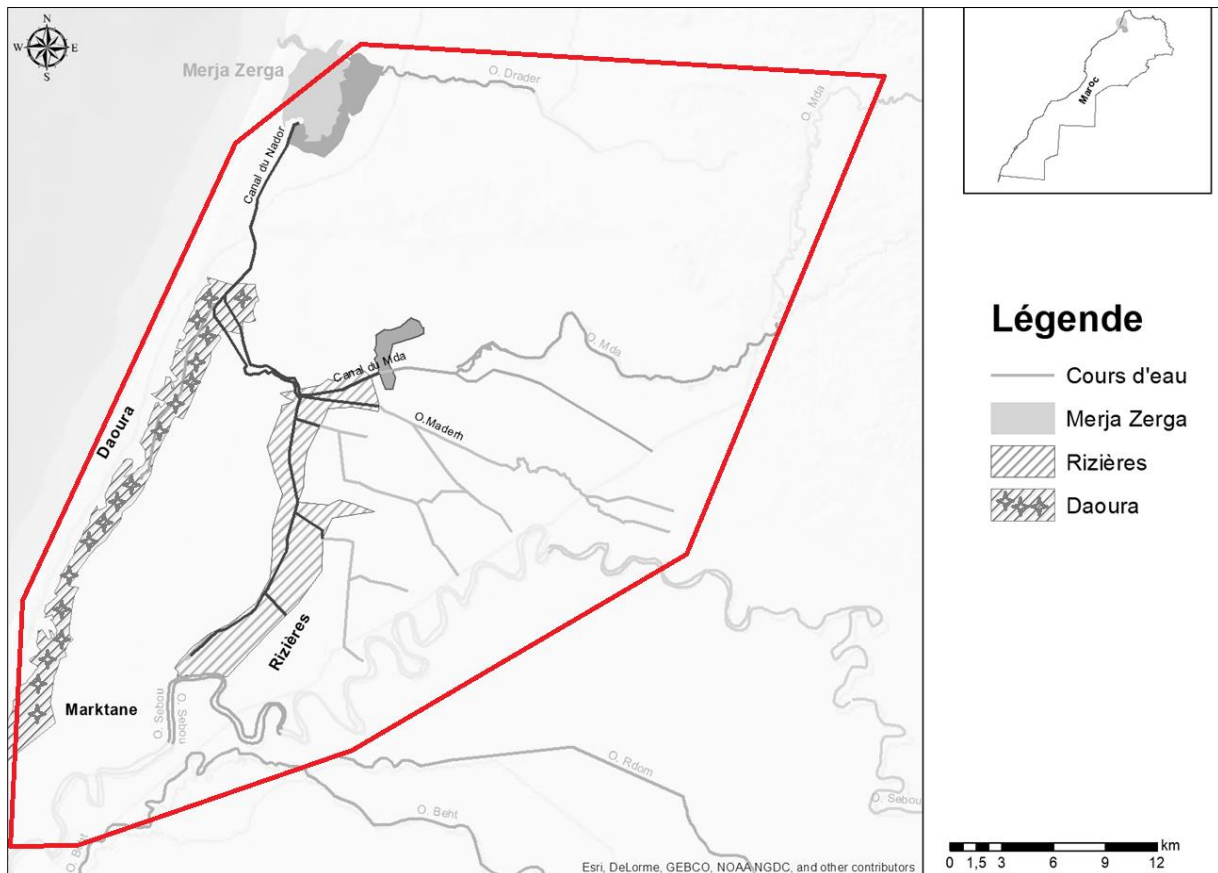 N
W
E
S
Merja Zerga
O. Drader
O. Mda
Canal du Nador
Canal du Mda
O. Mda
O.Maderh
Daoura
Rizières
Marktane
O. Sebou
O. Sebou
O. Rdom
O. Beht
O. Beht
O. Sebou
Esri, DeLorme, GEBCO, NOAA NGDC, and other contributors
Maroc
Légende
Cours d'eau
Merja Zerga
Rizières
Daoura
km
0 1,5 3 6 9 12